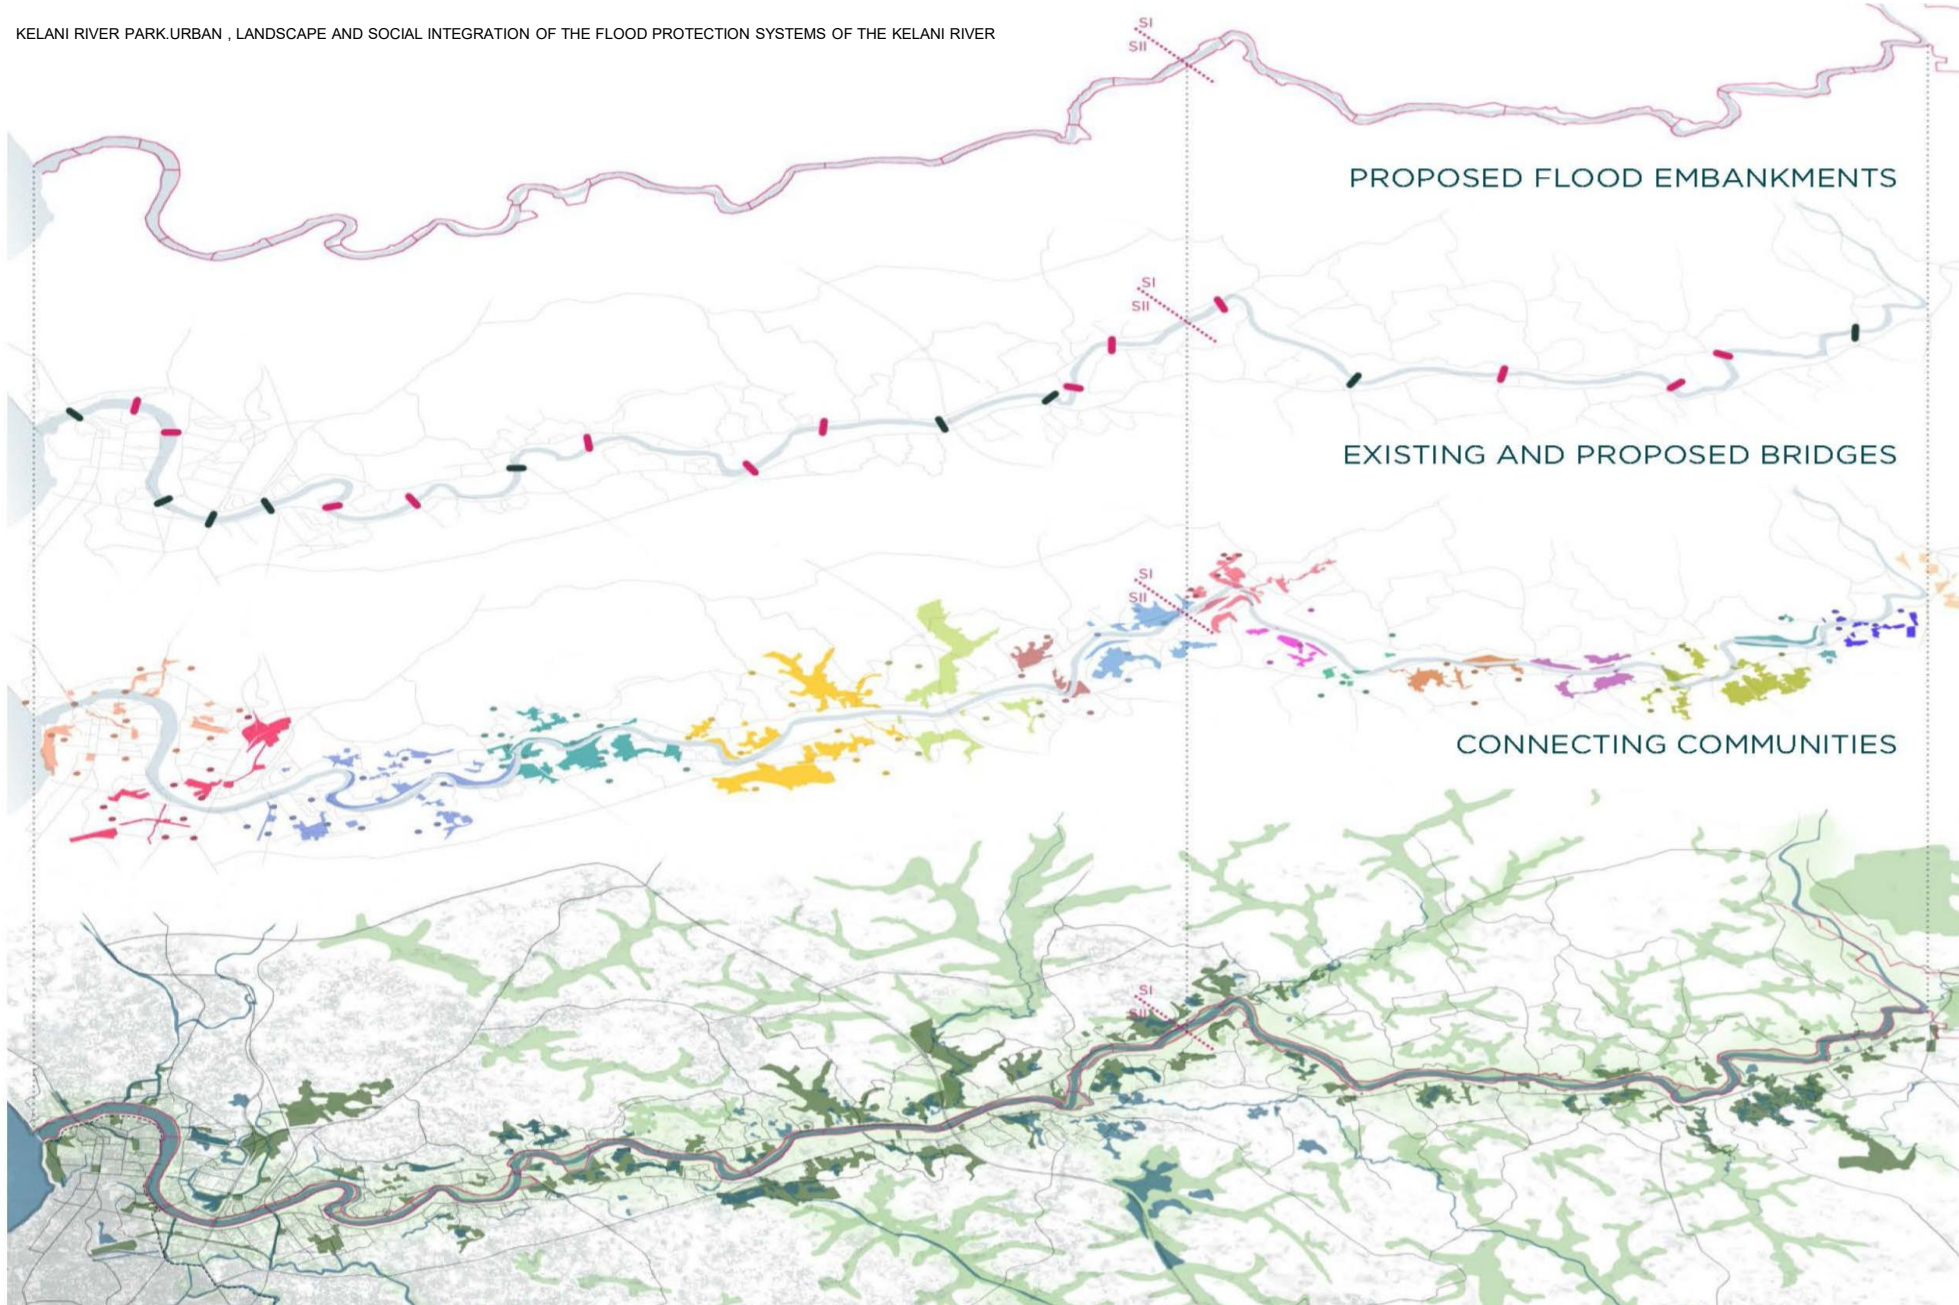 KELANI RIVER PARK.URBAN , LANDSCAPE AND SOCIAL INTEGRATION OF THE FLOOD PROTECTION SYSTEMS OF THE KELANI RIVER
SI
SII
PROPOSED FLOOD EMBANKMENTS
SI
SII
EXISTING AND PROPOSED BRIDGES
SI
SII
CONNECTING COMMUNITIES
SI
SII